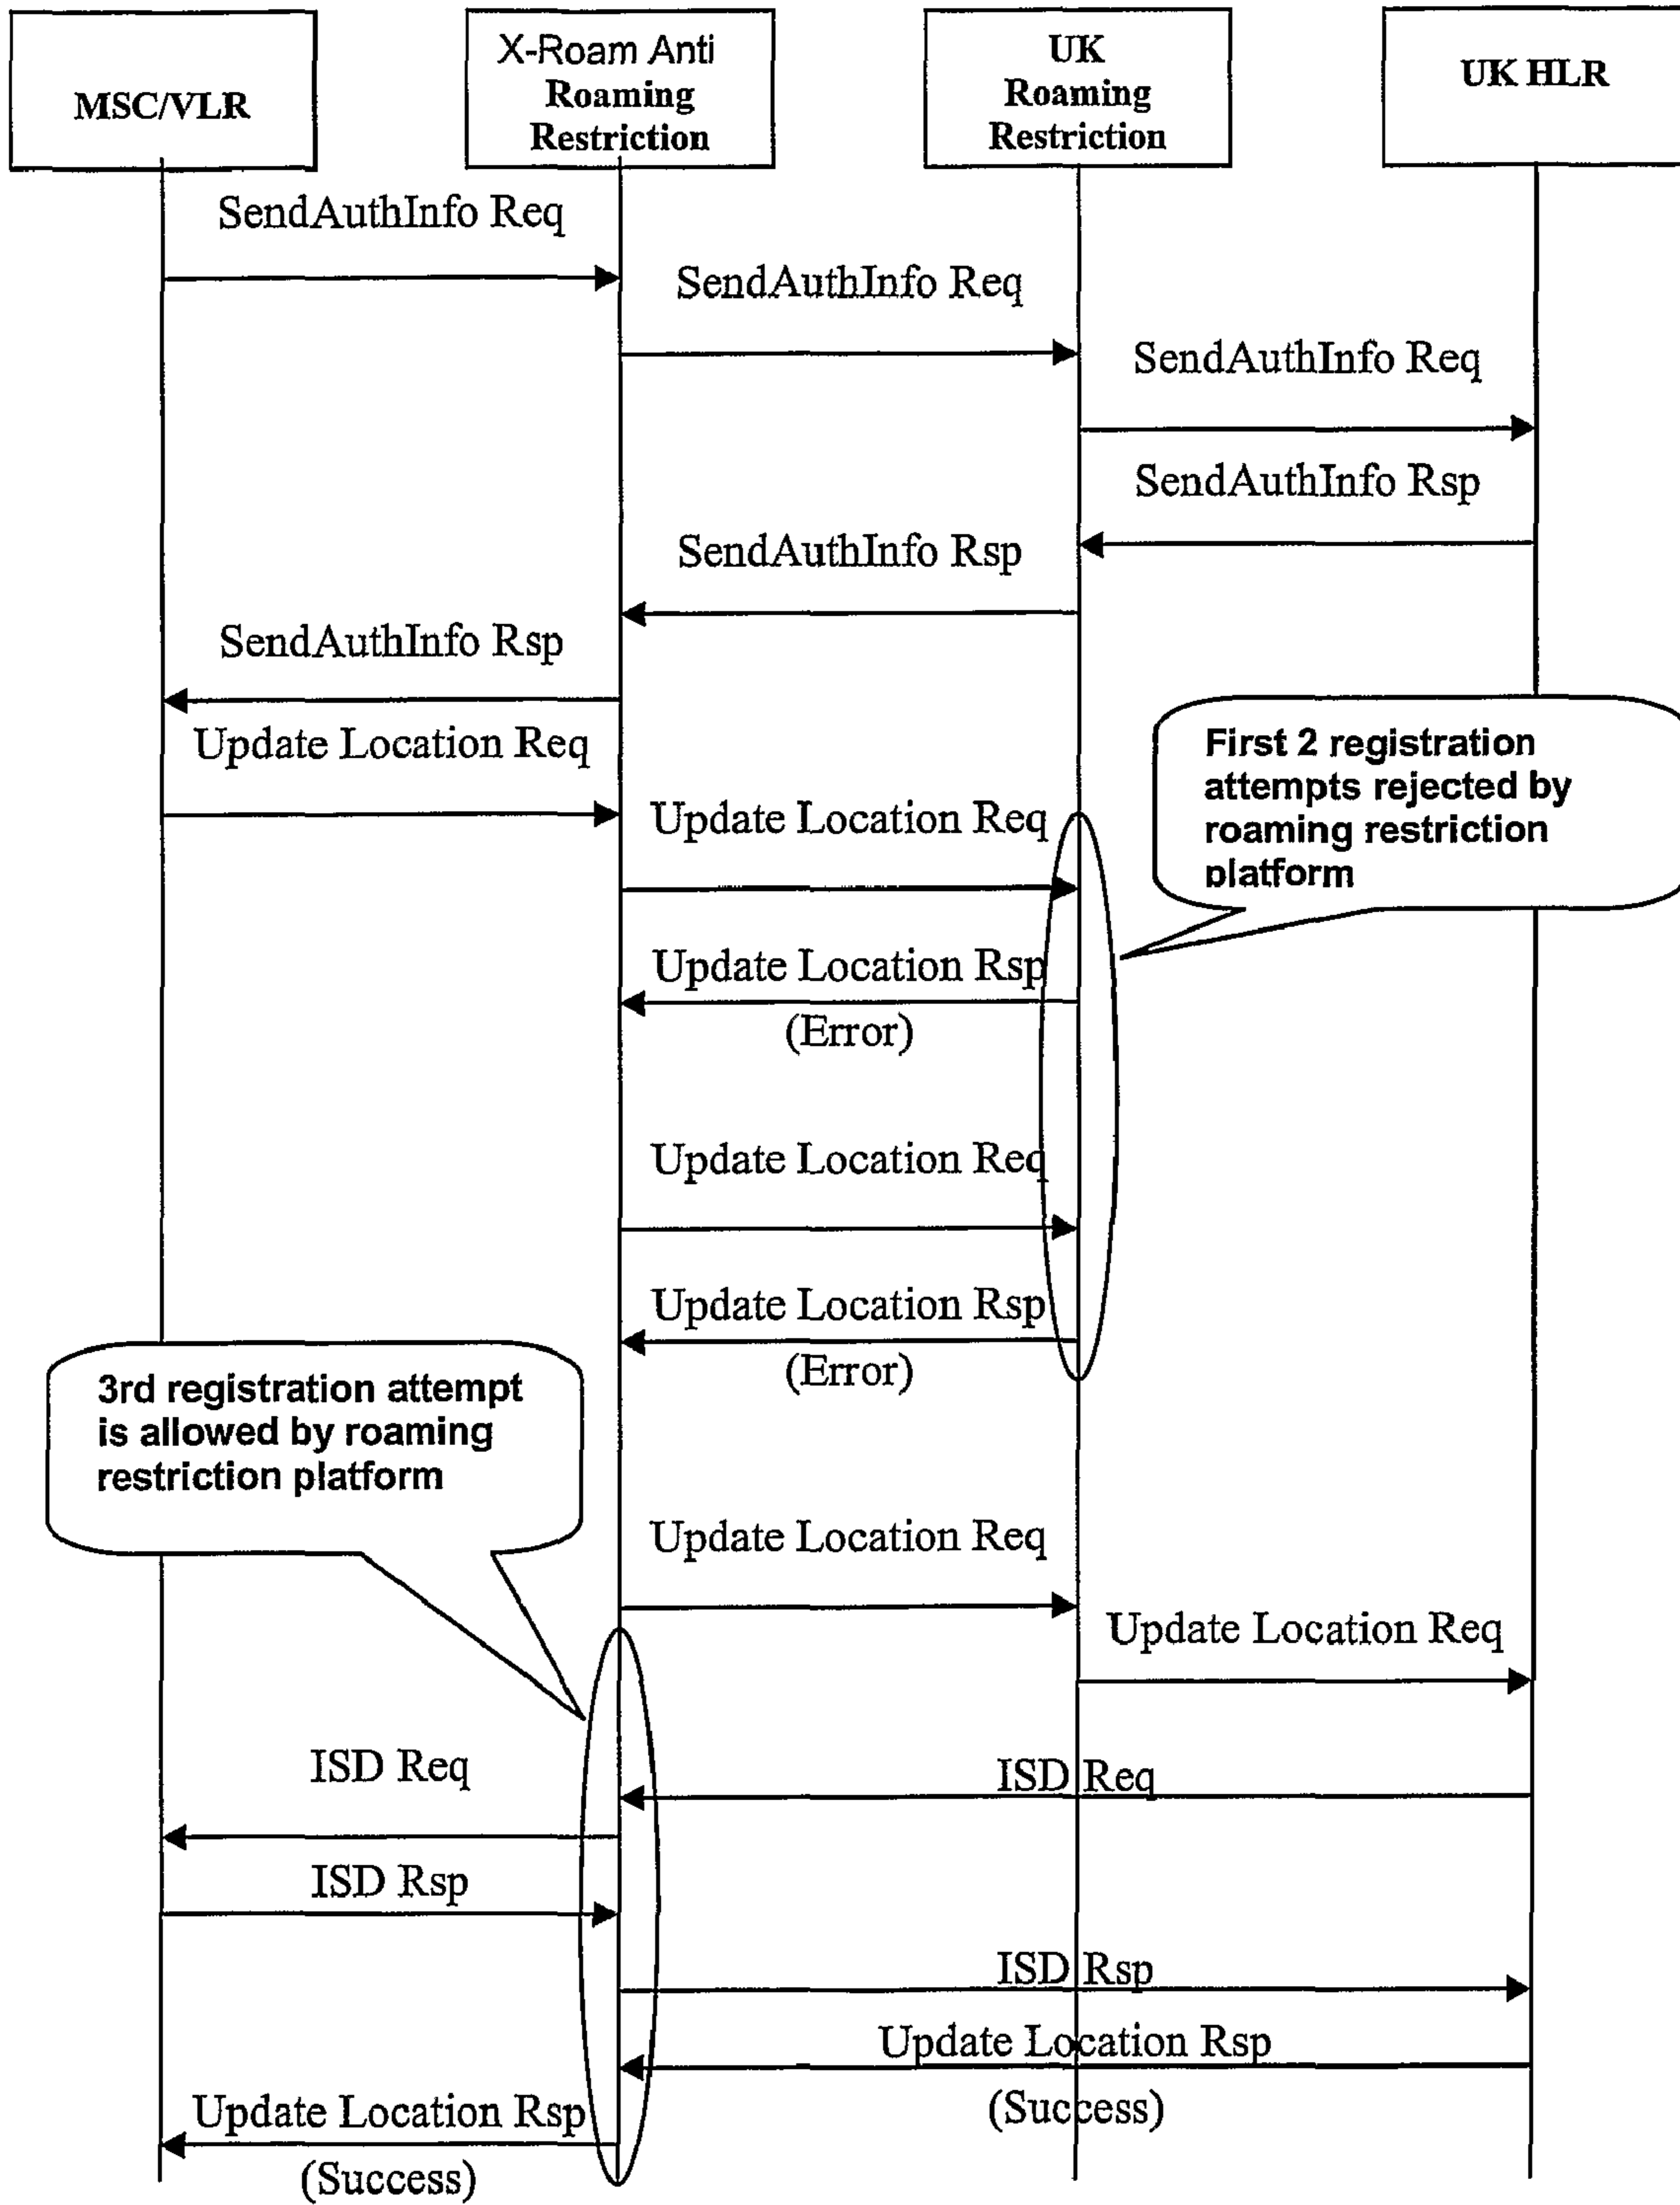 MSC/VLR
X-Roam Anti
Roaming
Restriction
UK
Roaming
Restriction
UK HLR
SendAuthInfo Req
SendAuthInfo Req
SendAuthInfo Req
SendAuthInfo Rsp
SendAuthInfo Rsp
SendAuthInfo Rsp
Update Location Req
First 2 registration
attempts rejected by
roaming restriction
platform
Update Location Req
Update Location Rsp
(Error)
Update Location Req
Update Location Rsp
(Error)
3rd registration attempt
is allowed by roaming
restriction platform
Update Location Req
Update Location Req
ISD Req
ISD Req
ISD Rsp
ISD Rsp
Update Location Rsp
(Success)
Update Location Rsp
(Success)